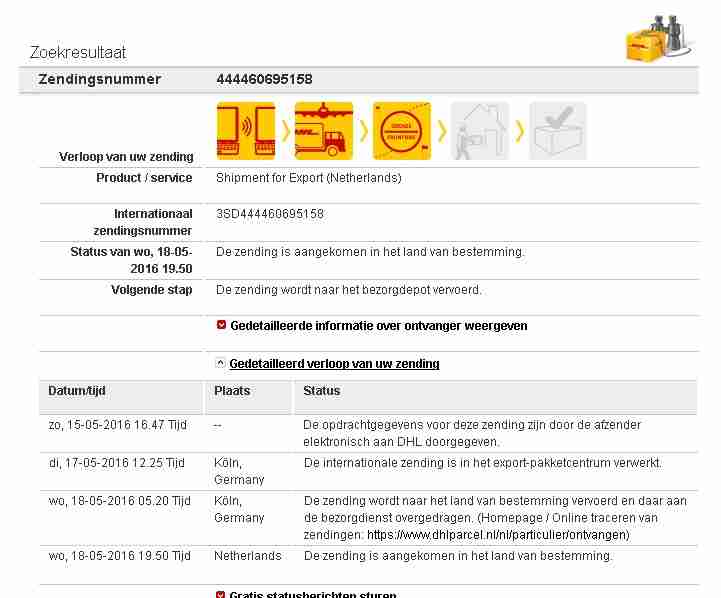 Zoekresultaat
Zendingsnummer 444460695158
Verloop van uw zending
Product / service Shipment for Export (Netherlands)
Internationaal
zendingsnummer
3SD444460695158
Status van wo, 18-05-
2016 19.50
De zending is aangekomen in het land van bestemming.
Volgende stap De zending wordt naar het bezorgdepot vervoerd.
Gedetailleerde informatie over ontvanger weergeven
Gedetailleerd verloop van uw zending
Datum/tijd Plaats Status
zo, 15-05-2016 16.47 Tijd -- De opdrachtgegevens voor deze zending zijn door de afzender
elektronisch aan DHL doorgegeven.
di, 17-05-2016 12.25 Tijd Köln, De internationale zending is in het export-pakketcentrum verwerkt.
Germany
wo, 18-05-2016 05.20 Tijd Köln, De zending wordt naar het land van bestemming vervoerd en daar aan
Germany de bezorgdienst overgedragen. (Homepage / Online traceren van
zendingen: https://www.dhlparcel.nl/nl/particulier/ontvangen)
wo, 18-05-2016 19.50 Tijd Netherlands De zending is aangekomen in het land van bestemming.
Gratis statusberichten sturen